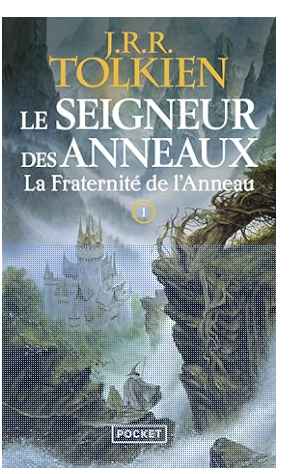 J.R.R.
TOLKIEN
LE SEIGNEUR
DES ANNEAUX
La Fraternité de l'Anneau
1
POCKET